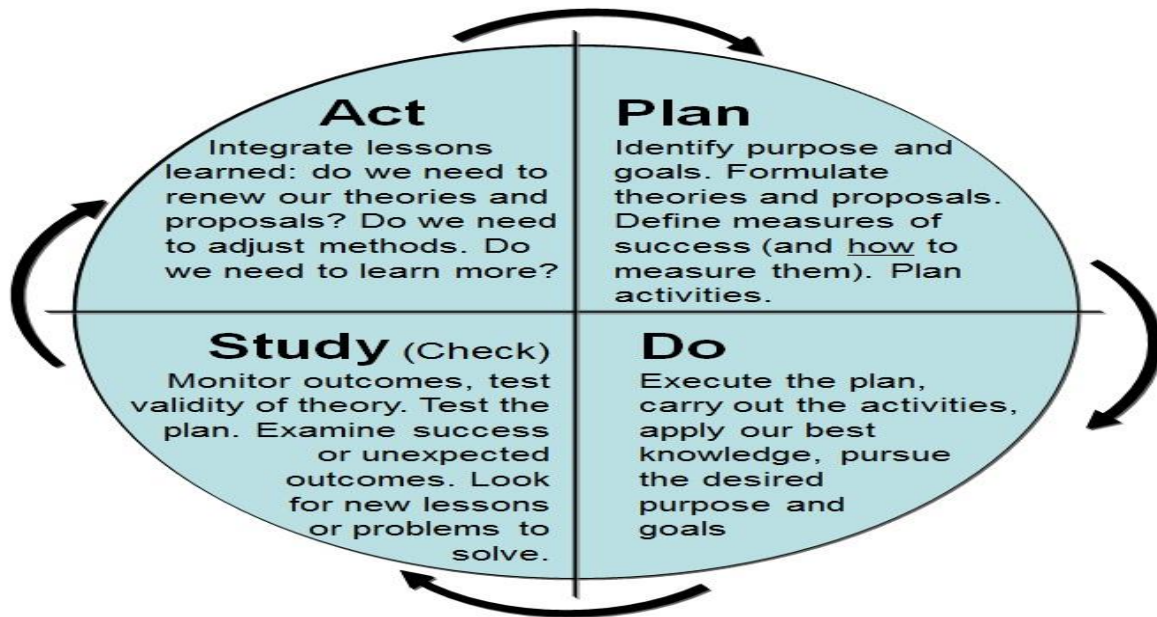 Act
Integrate lessons
learned: do we need to
renew our theories and
proposals? Do we need
to adjust methods. Do
we need to learn more?
Plan
Identify purpose and
goals. Formulate
theories and proposals.
Define measures of
success (and how to
measure them). Plan
activities.
Study (Check)
Monitor outcomes, test
validity of theory. Test the
plan. Examine success
or unexpected
outcomes. Look
for new lessons
or problems to
solve.
Do
Execute the plan,
carry out the activities,
apply our best
knowledge, pursue
the desired
purpose and
goals